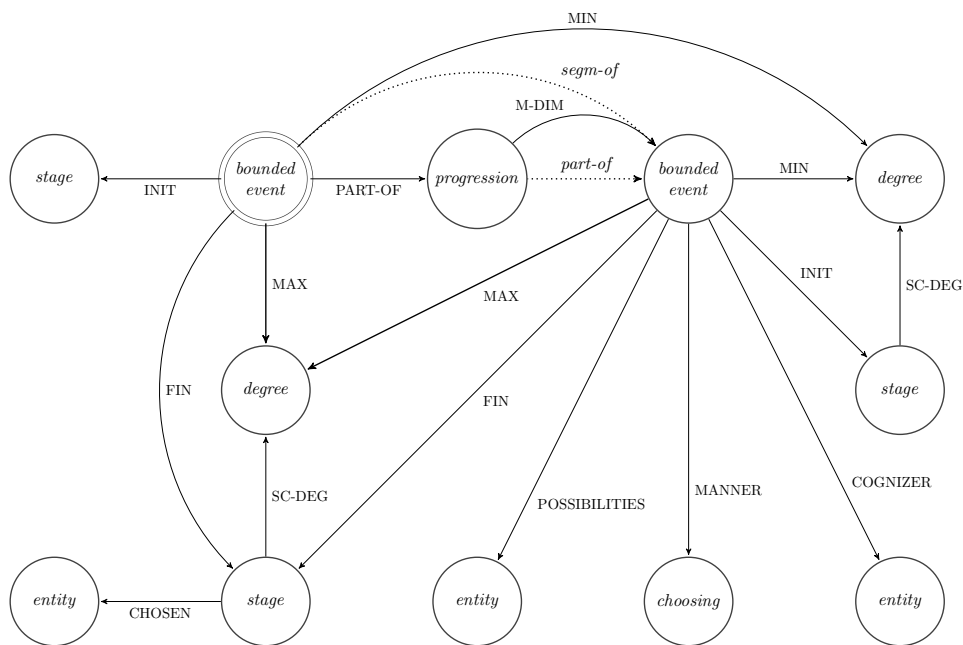 MIN
segm-of
M-DIM
stage
INIT
bounded
event
PART-OF
progression
part-of
bounded
event
MIN
degree
MAX
MAX
INIT
SC-DEG
FIN
degree
FIN
stage
SC-DEG
POSSIBILITIES
MANNER
COGNIZER
entity
CHOSEN
stage
entity
choosing
entity